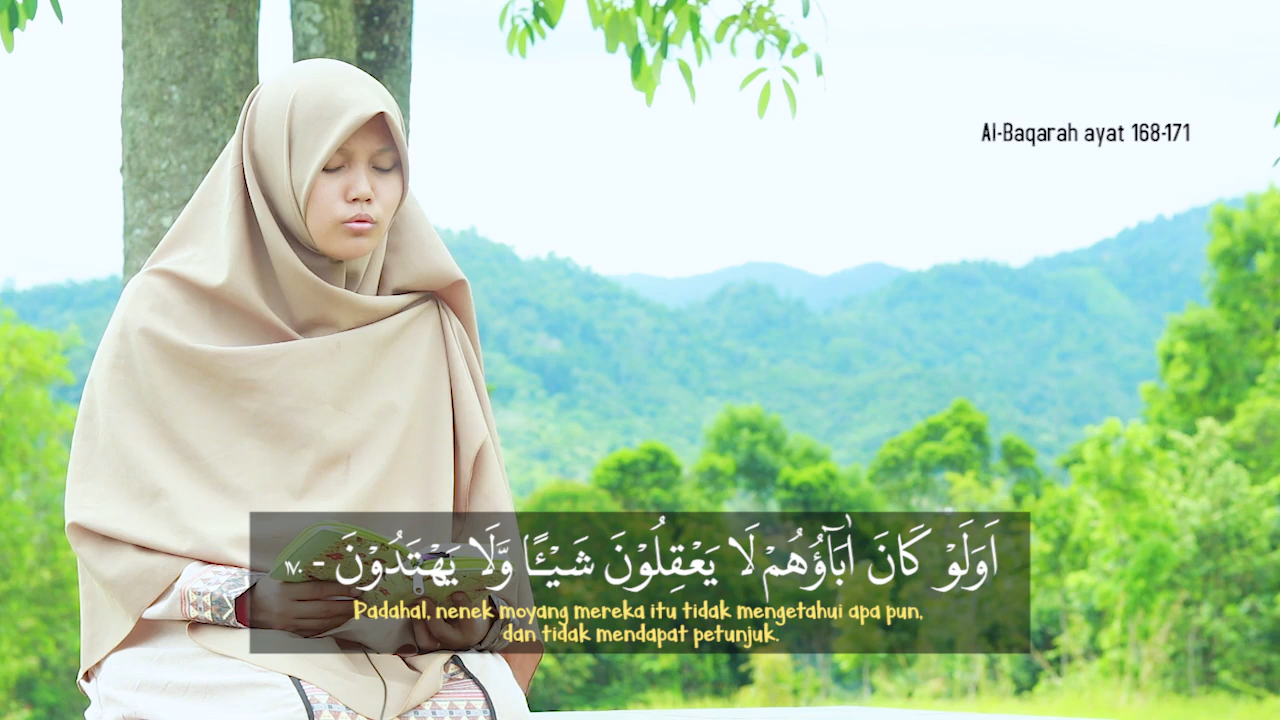 Al-Baqarah ayat 168-171
اَوَلَوْ كَانَ اٰبَاۤؤُهُمْ لَا يَعْقِلُوْنَ شَيْـًٔا وَّلَا يَهْتَدُوْنَ - ١٧٠
Padahal, nenek moyang mereka itu tidak mengetahui apa pun,
dan tidak mendapat petunjuk.